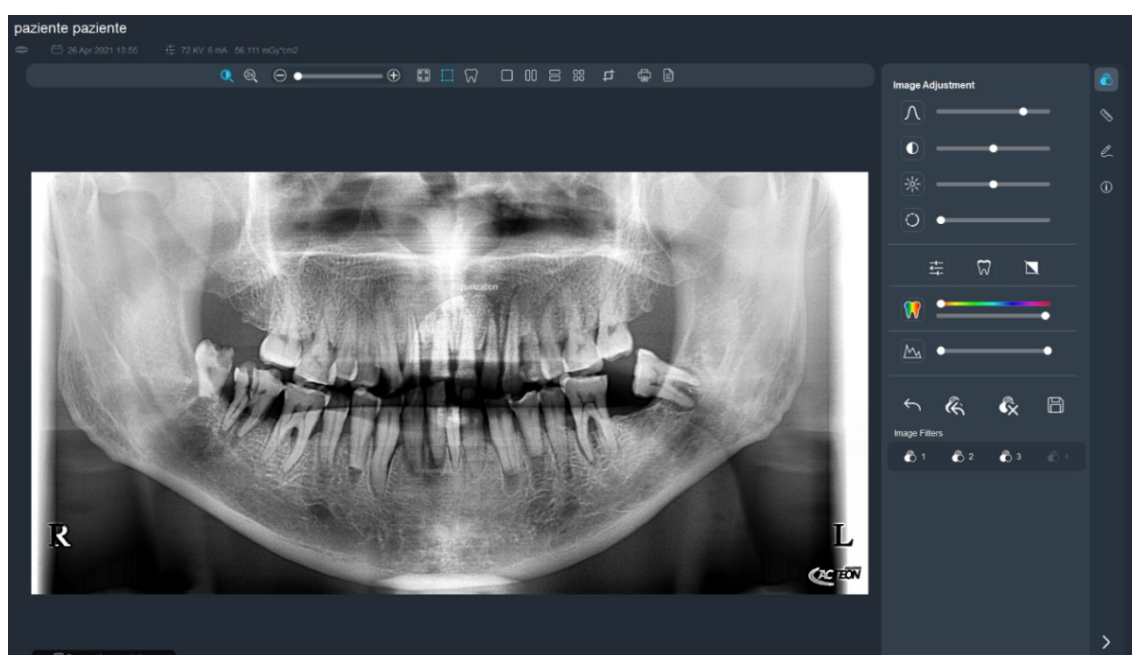 paziente paziente
26 Apr 2021 13:55
72 KV 6 mA 56.111 mGy*cm2
Image Adjustment
R
L
ACTEON
Image Filters
1
2
3
4